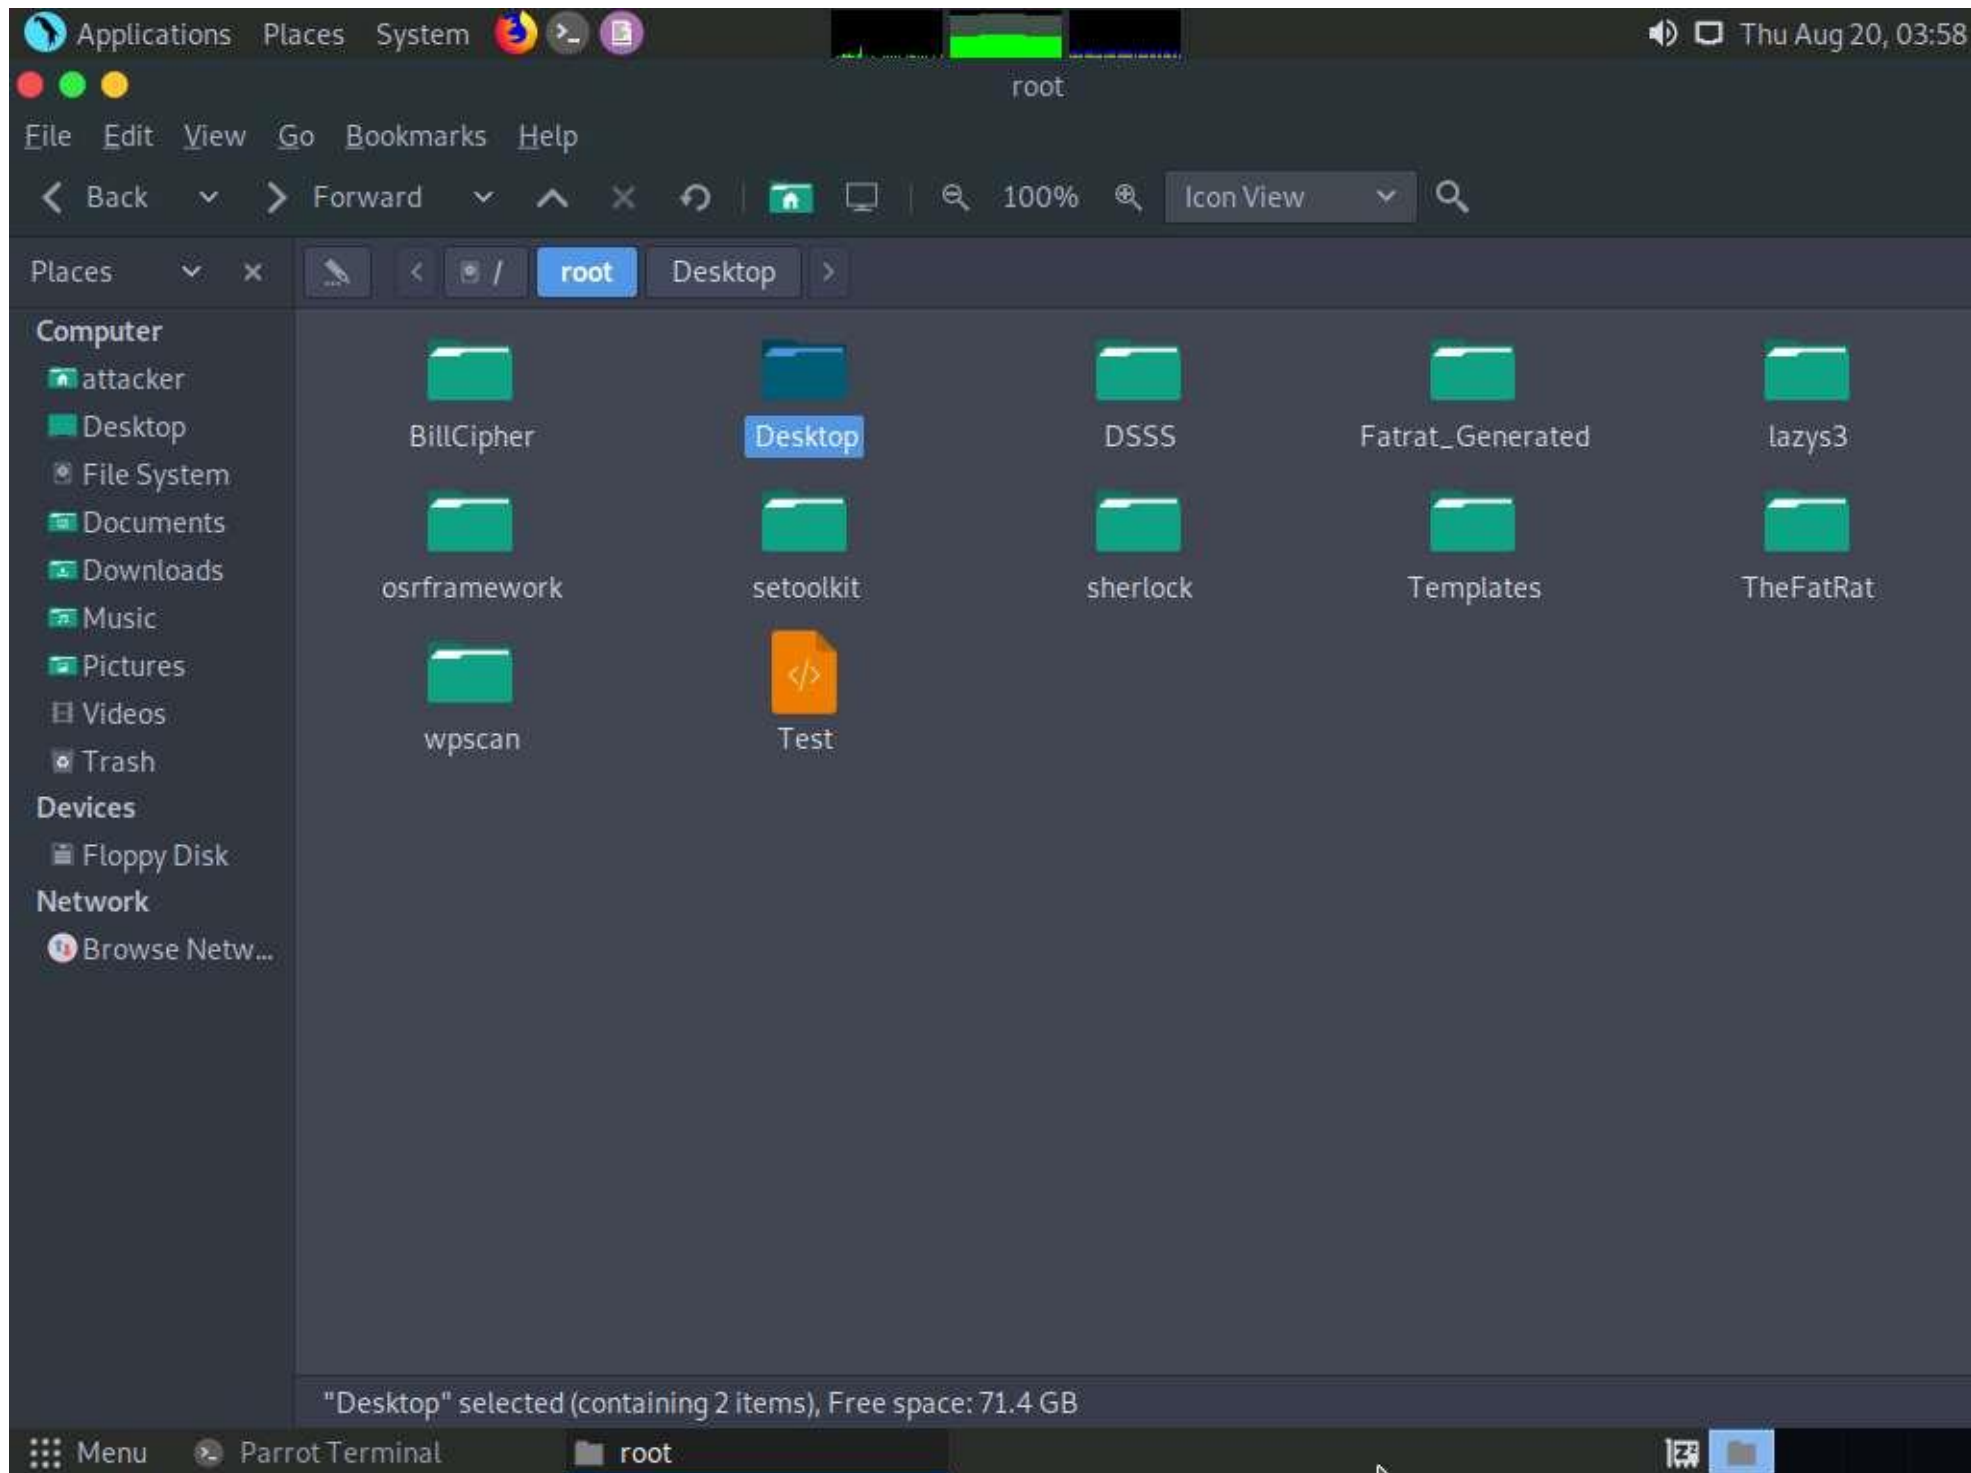 Applications Places System Thu Aug 20, 03:58
root
File Edit View Go Bookmarks Help
Back Forward 100% Icon View
Places / root Desktop
Computer
attacker
Desktop
File System
Documents
Downloads
Music
Pictures
Videos
Trash
Devices
Floppy Disk
Network
Browse Netw...
BillCipher Desktop DSSS Fatrat_Generated lazys3
osrframework setoolkit sherlock Templates TheFatRat
wpscan Test
"Desktop" selected (containing 2 items), Free space: 71.4 GB
Menu Parrot Terminal root